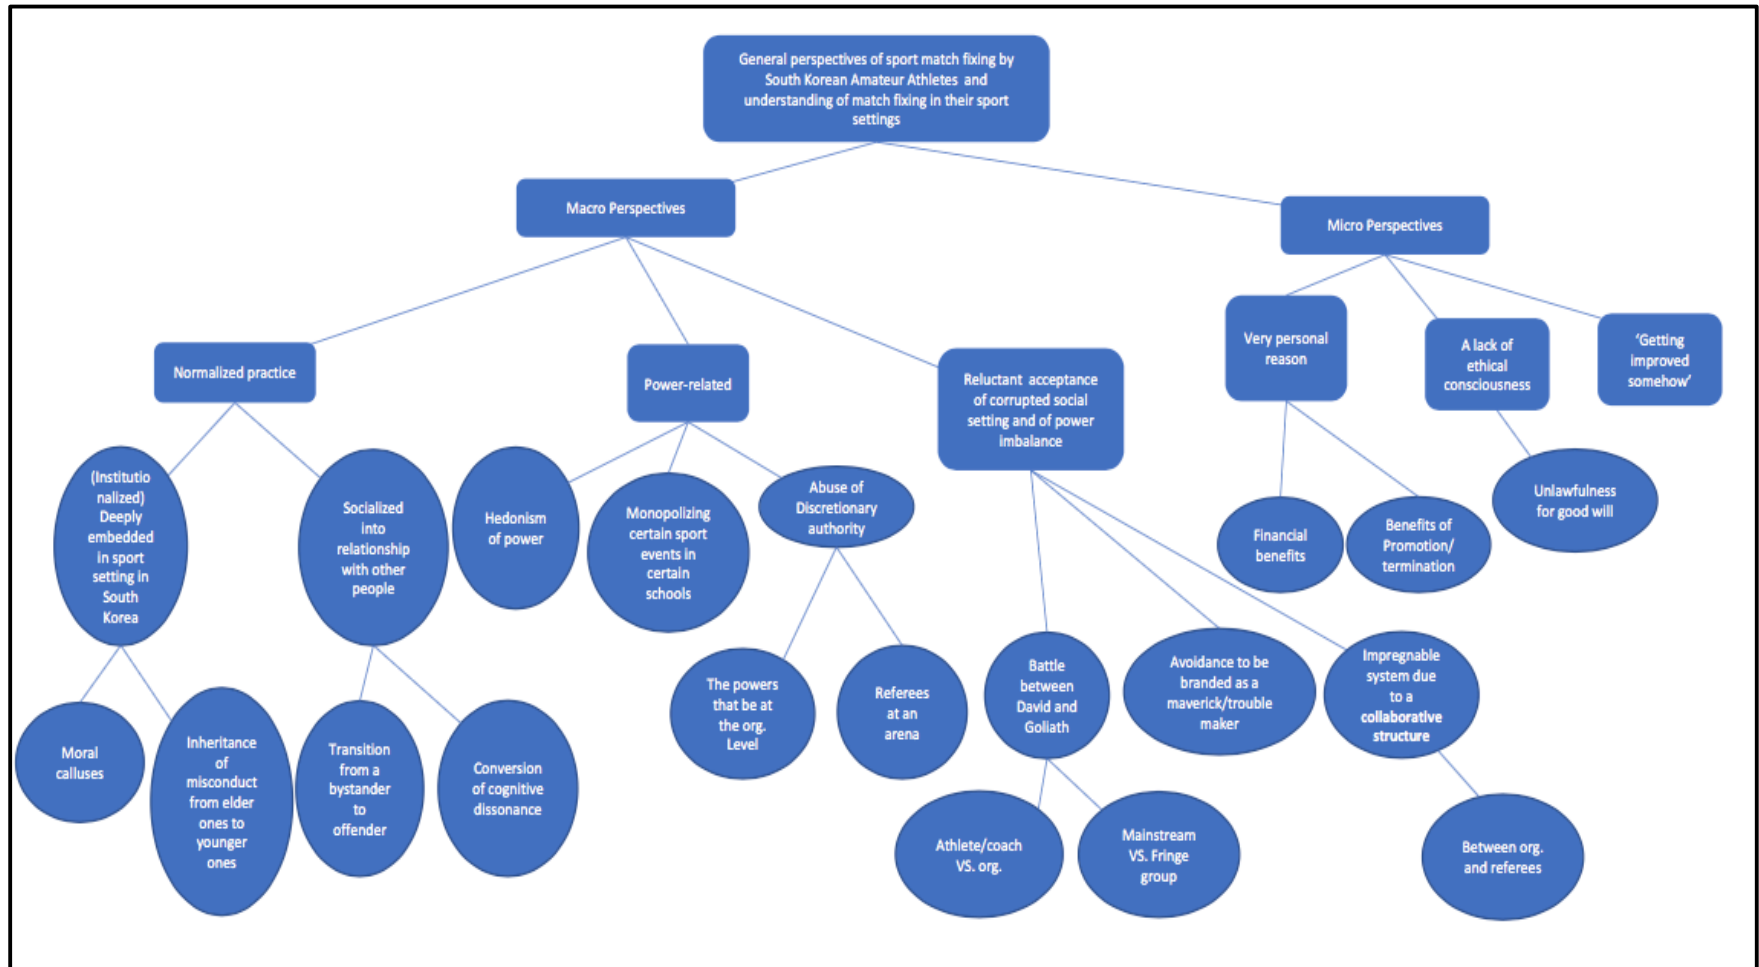 General perspectives of sport match fixing by
South Korean Amateur Athletes and
understanding of match fixing in their sport
settings
Macro Perspectives
Micro Perspectives
Normalized practice
Power-related
Reluctant acceptance
of corrupted social
setting and of power
imbalance
Very personal
reason
A lack of
ethical
consciousness
‘Getting
improved
somehow’
(Institutio
nalized)
Deeply
embedded
in sport
setting in
South
Korea
Socialized
into
relationship
with other
people
Hedonism
of power
Monopolizing
certain sport
events in
certain
schools
Abuse of
Discretionary
authority
Financial
benefits
Benefits of
Promotion/
termination
Unlawfulness
for good will
Moral
calluses
Inheritance
of
misconduct
from elder
ones to
younger
ones
Transition
from a
bystander
to
offender
Conversion
of cognitive
dissonance
The powers
that be at
the org.
Level
Referees
at an
arena
Battle
between
David and
Goliath
Avoidance to be
branded as a
maverick/trouble
maker
Impregnable
system due
to a
collaborative
structure
Athlete/coach
VS. org.
Mainstream
VS. Fringe
group
Between org.
and referees